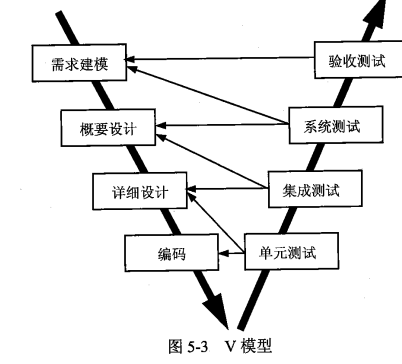 需求建模
验收测试
概要设计
系统测试
详细设计
集成测试
编码
单元测试
图 5-3 V 模型